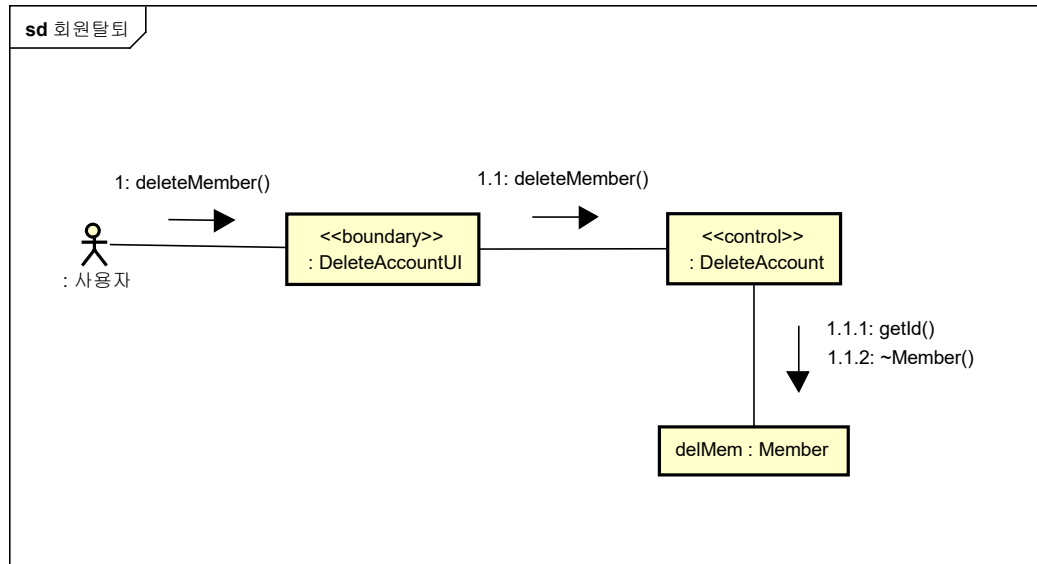 sd 회원탈퇴
1: deleteMember()
1.1: deleteMember()
: 사용자
<<boundary>>
: DeleteAccountUI
<<control>>
: DeleteAccount
1.1.1: getId()
1.1.2: ~Member()
delMem : Member